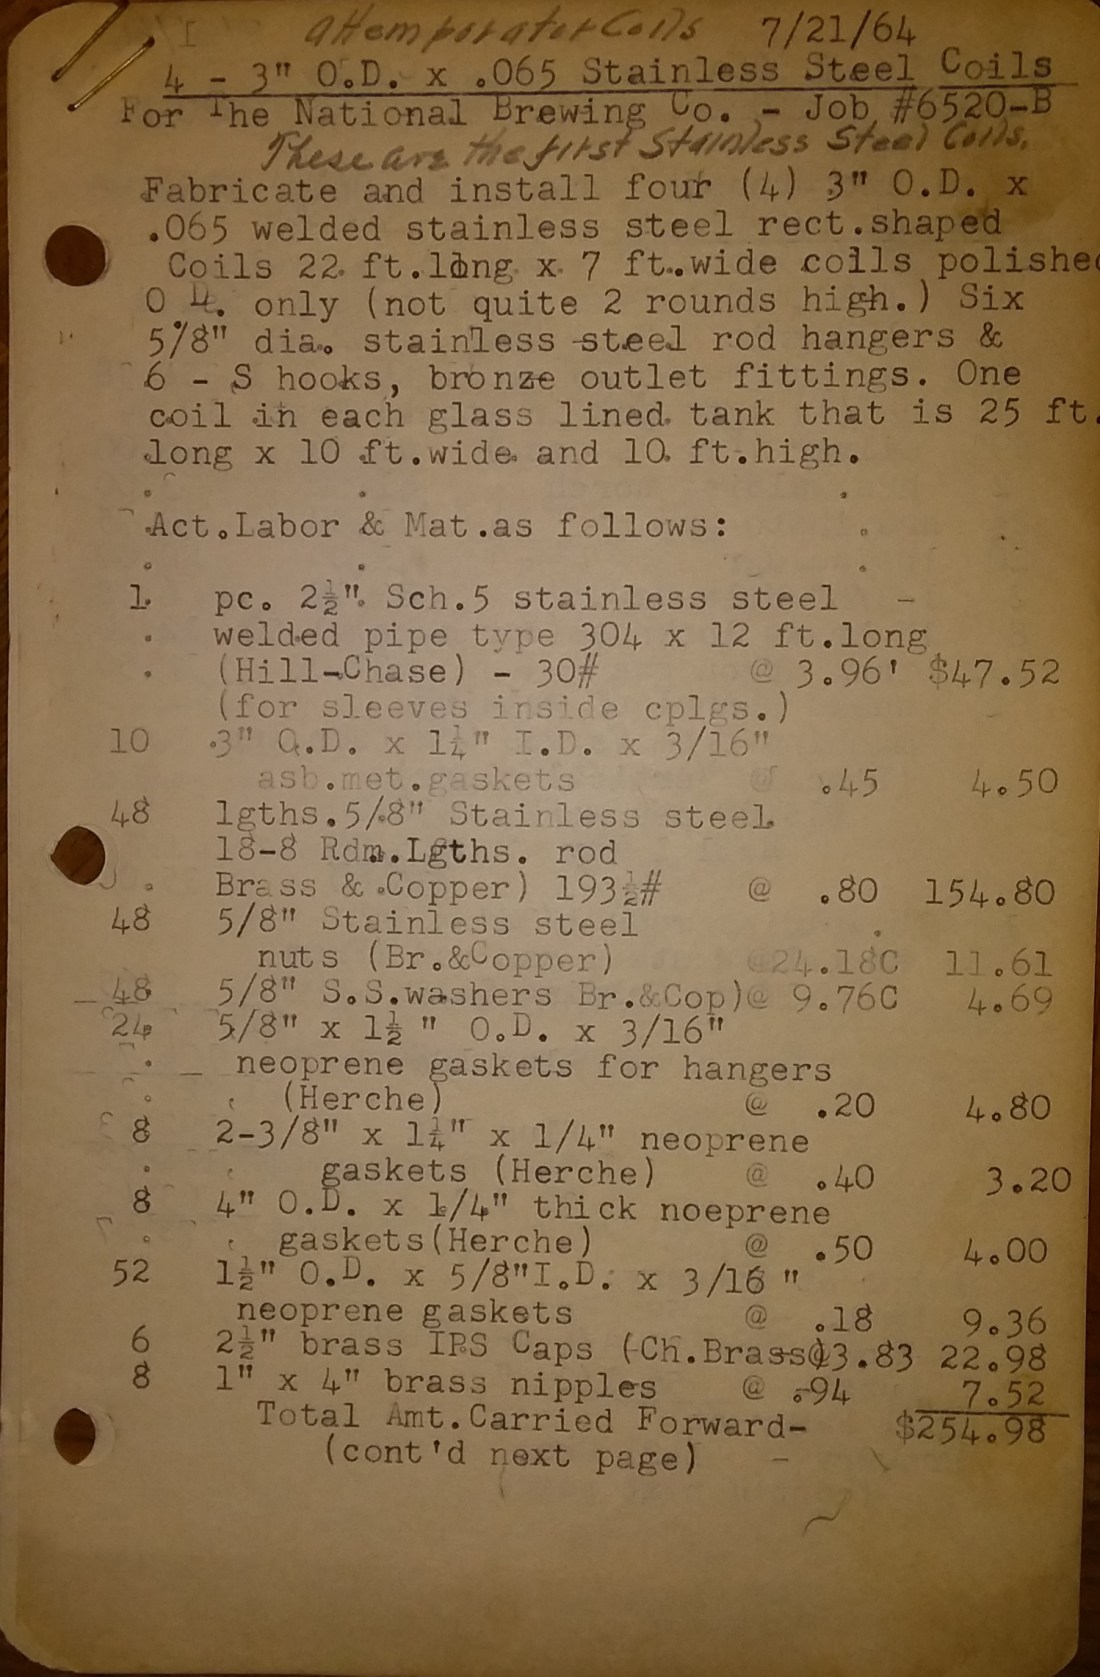 Attemporator Coils 7/21/64
4 - 3" O.D. x .065 Stainless Steel Coils
For The National Brewing Co. - Job #6520-B
These are the first Stainless Steel Coils.
Fabricate and install four (4) 3" O.D. x
.065 welded stainless steel rect.shaped
Coils 22 ft.long x 7 ft.wide coils polishe
O D. only (not quite 2 rounds high.) Six
5/8" dia. stainless steel rod hangers &
6 - S hooks, bronze outlet fittings. One
coil in each glass lined tank that is 25 ft.
long x 10 ft.wide and 10 ft.high.
Act.Labor & Mat.as follows:
1 pc. 2½" Sch.5 stainless steel -
welded pipe type 304 x 12 ft.long
(Hill-Chase) - 30# @ 3.96' $47.52
(for sleeves inside cplgs.)
10 3" O.D. x 1¼" I.D. x 3/16"
asb.met.gaskets @ .45 4.50
48 lgths.5/8" Stainless steel
18-8 Rdm.Lgths. rod
Brass & Copper) 193½# @ .80 154.80
48 5/8" Stainless steel
nuts (Br.&Copper) @24.18C 11.61
48 5/8" S.S.washers Br.&Cop)@ 9.76C 4.69
24 5/8" x 1½ " O.D. x 3/16"
neoprene gaskets for hangers
(Herche) @ .20 4.80
8 2-3/8" x 1¼" x 1/4" neoprene
gaskets (Herche) @ .40 3.20
8 4" O.D. x 1/4" thick noeprene
gaskets(Herche) @ .50 4.00
52 1½" O.D. x 5/8"I.D. x 3/16 "
neoprene gaskets @ .18 9.36
6 2½" brass IPS Caps (Ch.Brass@3.83 22.98
8 1" x 4" brass nipples @ .94 7.52
Total Amt.Carried Forward- $254.98
(cont'd next page) -